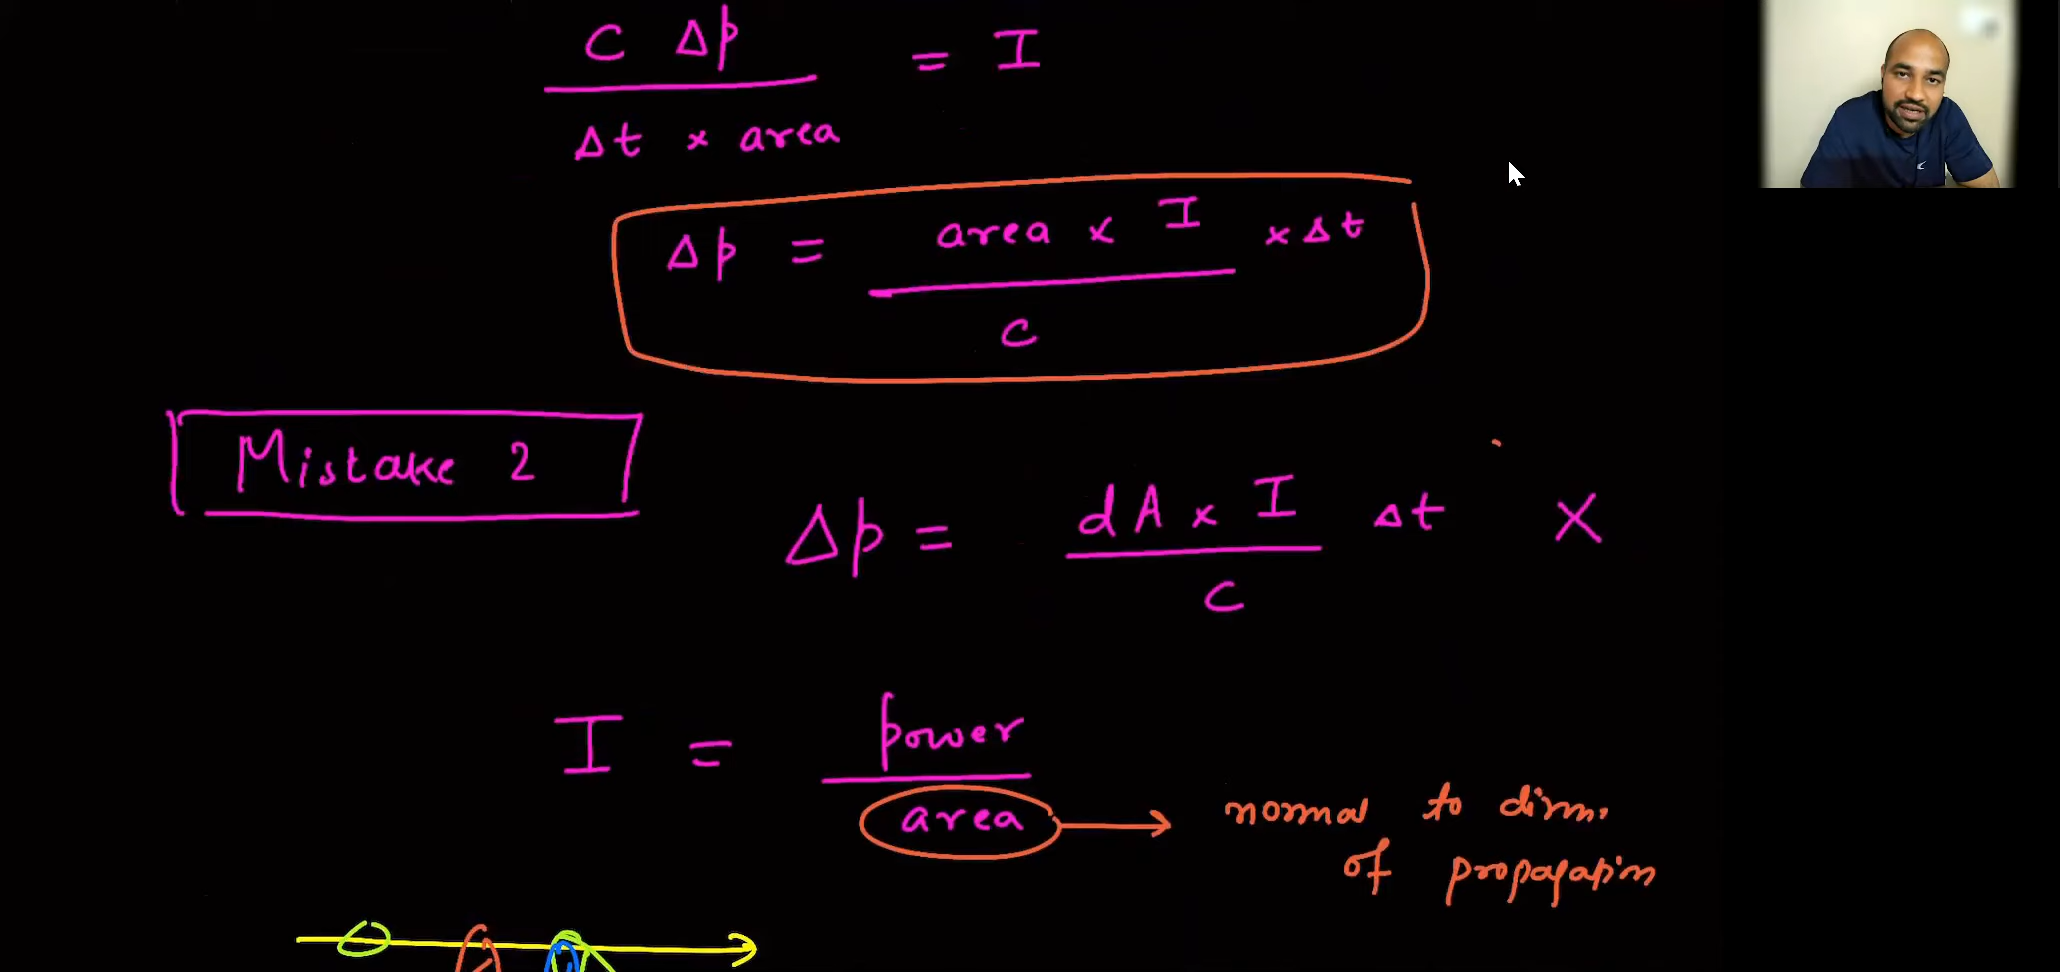 C Δp
Δt × area
= I
Δp = area × I × Δt
c
Mistake 2
Δp = dA × I Δt X
c
I = power
area → normal to dirn.
of propagation